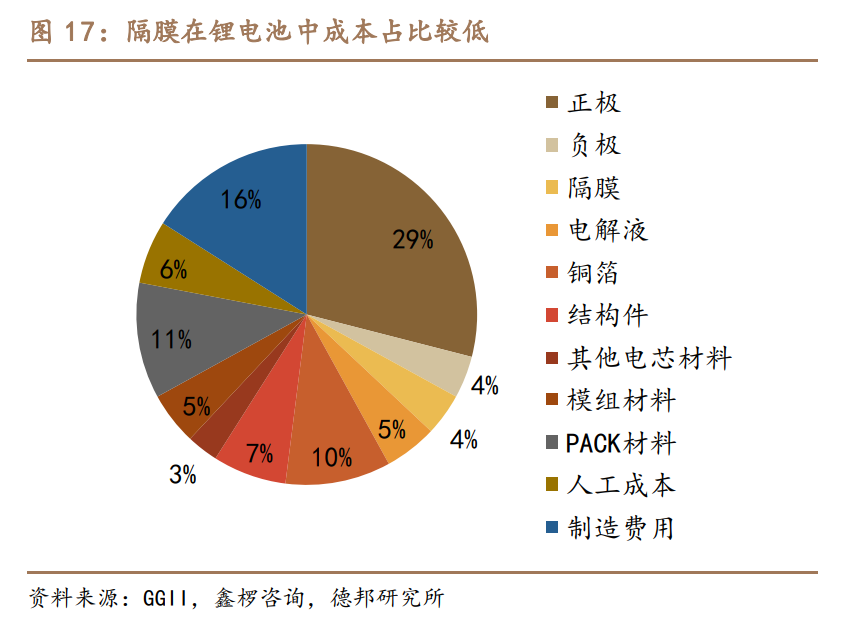 图 17：隔膜在锂电池中成本占比较低
正极
负极
隔膜
电解液
铜箔
结构件
其他电芯材料
模组材料
PACK材料
人工成本
制造费用
29%
4%
4%
5%
10%
7%
3%
5%
11%
6%
16%
资料来源：GGII，鑫椤咨询，德邦研究所